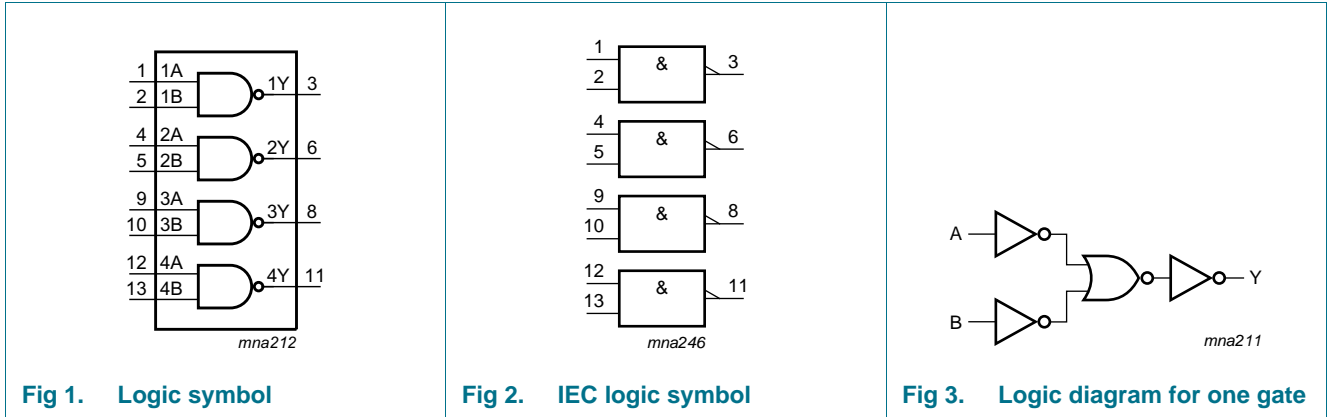 1 1A
1Y 3
2 1B
4 2A
2Y 6
5 2B
9 3A
3Y 8
10 3B
12 4A
4Y 11
13 4B
mna212
Fig 1. Logic symbol
1
&
3
2
4
&
6
5
9
&
8
10
12
&
11
13
mna246
Fig 2. IEC logic symbol
A
Y
B
mna211
Fig 3. Logic diagram for one gate